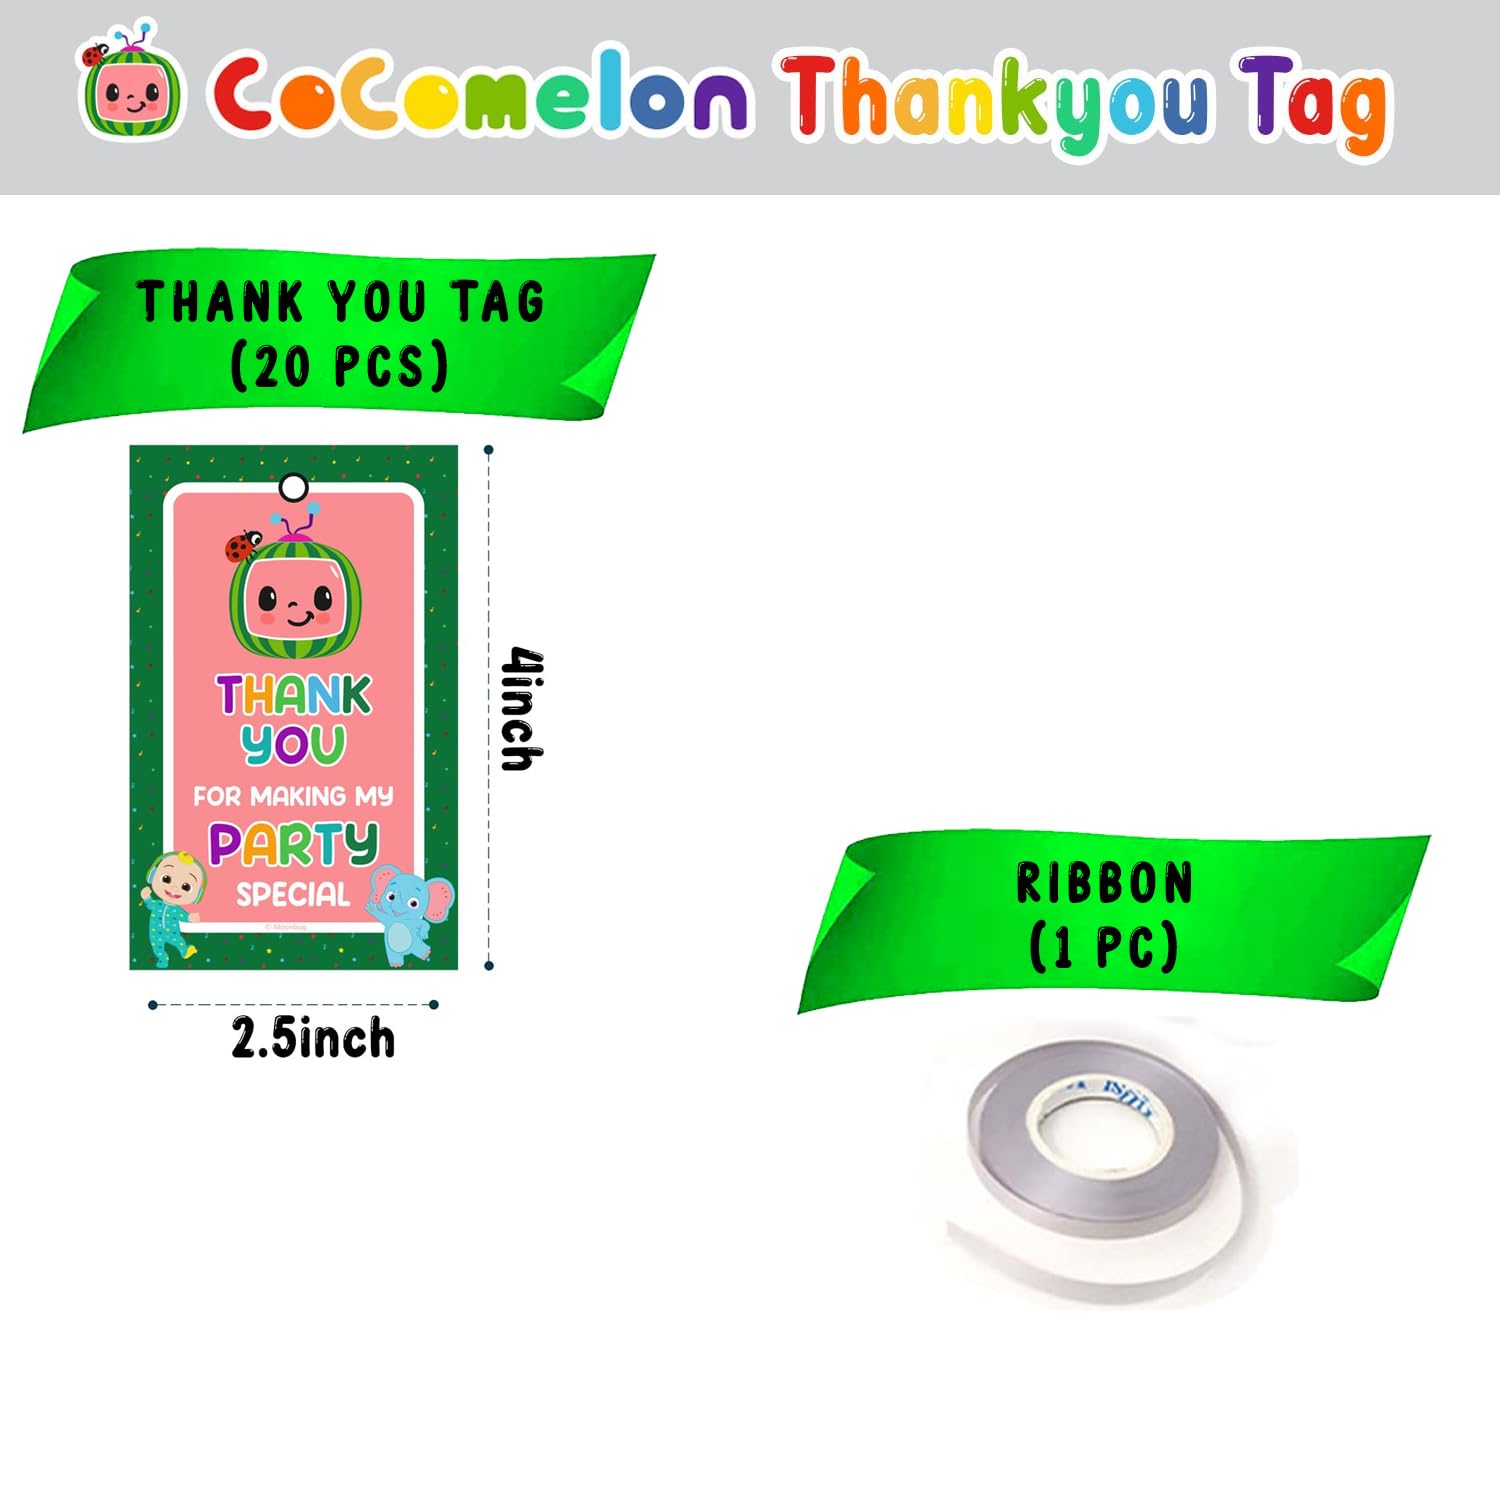 CoComelon Thankyou Tag
THANK YOU TAG
(20 PCS)
THANK
YOU
FOR MAKING MY
PARTY
SPECIAL
© Moonbug
4inch
2.5inch
RIBBON
(1 PC)